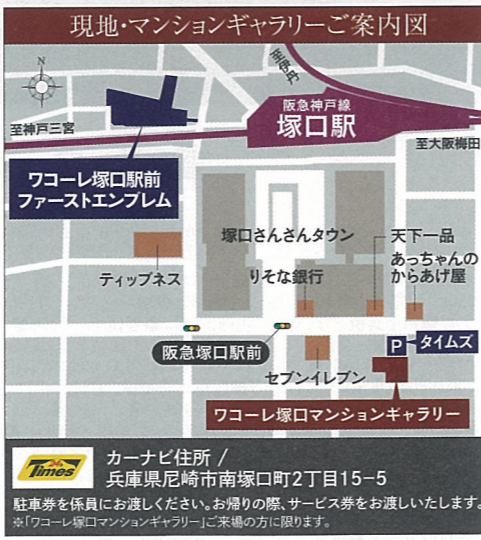 現地・マンションギャラリーご案内図
N
至伊丹
阪急神戸線
塚口駅
至神戸三宮
至大阪梅田
ワコーレ塚口駅前
ファーストエンブレム
塚口さんさんタウン
天下一品
あっちゃんの
からあげ屋
ティップネス
りそな銀行
P
タイムズ
阪急塚口駅前
セブンイレブン
ワコーレ塚口マンションギャラリー
24h
Times
カーナビ住所 /
兵庫県尼崎市南塚口町2丁目15−5
駐車券を係員にお渡しください。お帰りの際、サービス券をお渡しいたします。
※「ワコーレ塚口マンションギャラリー」ご来場の方に限ります。